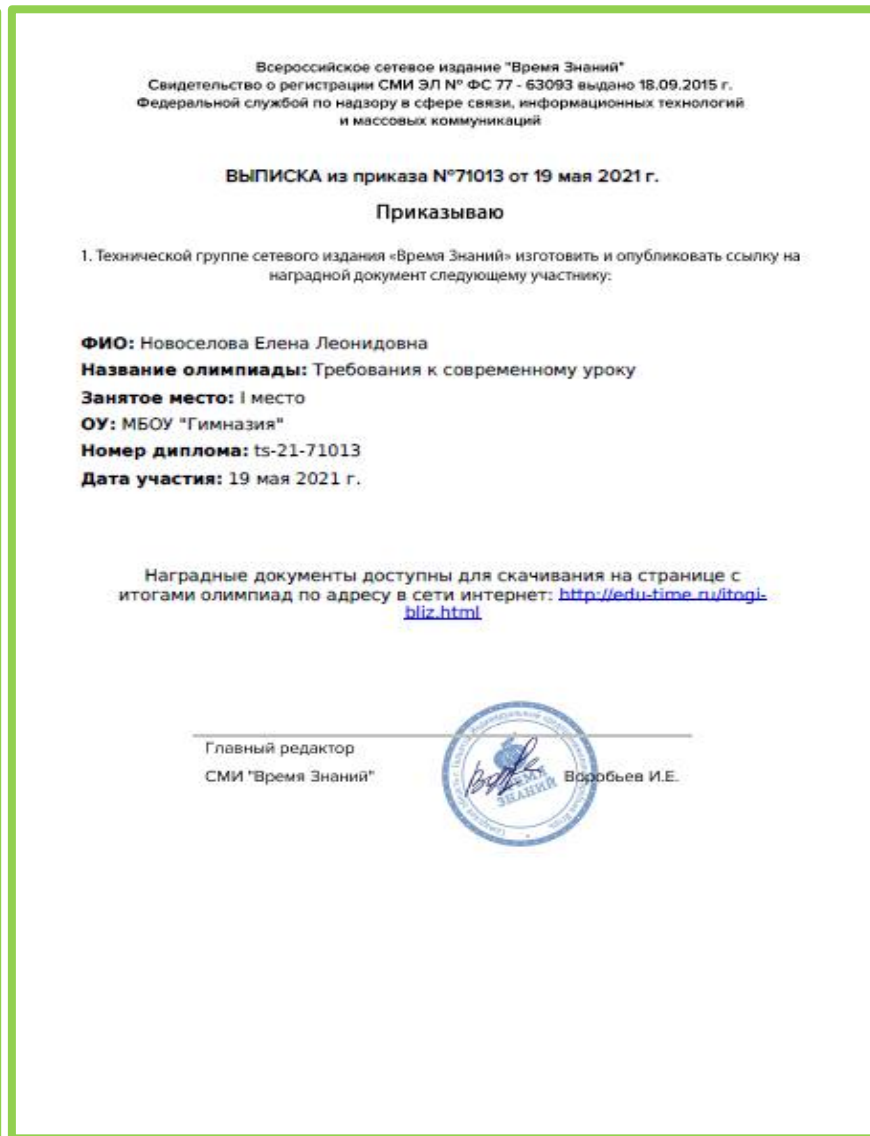 Всероссийское сетевое издание "Время Знаний"
Свидетельство о регистрации СМИ ЭЛ № ФС 77 - 63093 выдано 18.09.2015 г.
Федеральной службой по надзору в сфере связи, информационных технологий
и массовых коммуникаций
ВЫПИСКА из приказа №71013 от 19 мая 2021 г.
Приказываю
1. Технической группе сетевого издания «Время Знаний» изготовить и опубликовать ссылку на
наградной документ следующему участнику:
ФИО: Новоселова Елена Леонидовна
Название олимпиады: Требования к современному уроку
Занятое место: I место
ОУ: МБОУ "Гимназия"
Номер диплома: ts-21-71013
Дата участия: 19 мая 2021 г.
Наградные документы доступны для скачивания на странице с
итогами олимпиад по адресу в сети интернет: http://edu-time.ru/itogi-
bliz.html
Главный редактор
СМИ "Время Знаний"
Воробьев И.Е.
ВРЕМЯ
ЗНАНИЙ